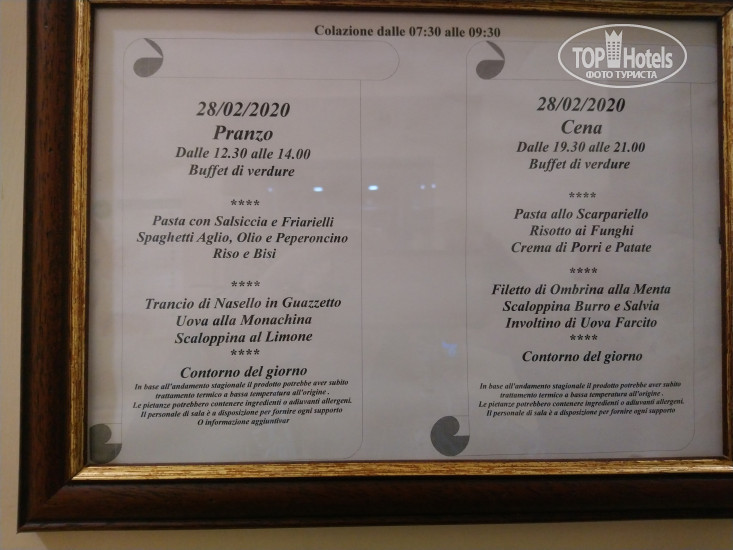 Colazione dalle 07:30 alle 09:30
TOP Hotels
ФОТО ТУРИСТА
28/02/2020
Pranzo
Dalle 12.30 alle 14.00
Buffet di verdure
****
Pasta con Salsiccia e Friarielli
Spaghetti Aglio, Olio e Peperoncino
Riso e Bisi
****
Trancio di Nasello in Guazzetto
Uova alla Monachina
Scaloppina al Limone
****
Contorno del giorno
In base all'andamento stagionale il prodotto potrebbe aver subito
trattamento termico a bassa temperatura all'origine .
Le pietanze potrebbero contenere ingredienti o adiuvanti allergeni.
Il personale di sala è a disposizione per fornire ogni supporto
O informazione aggiuntivar
28/02/2020
Cena
Dalle 19.30 alle 21.00
Buffet di verdure
****
Pasta allo Scarpariello
Risotto ai Funghi
Crema di Porri e Patate
****
Filetto di Ombrina alla Menta
Scaloppina Burro e Salvia
Involtino di Uova Farcito
****
Contorno del giorno
In base all'andamento stagionale il prodotto potrebbe aver subito
trattamento termico a bassa temperatura all'origine .
Le pietanze potrebbero contenere ingredienti o adiuvanti allergeni.
Il personale di sala è a disposizione per fornire ogni supporto